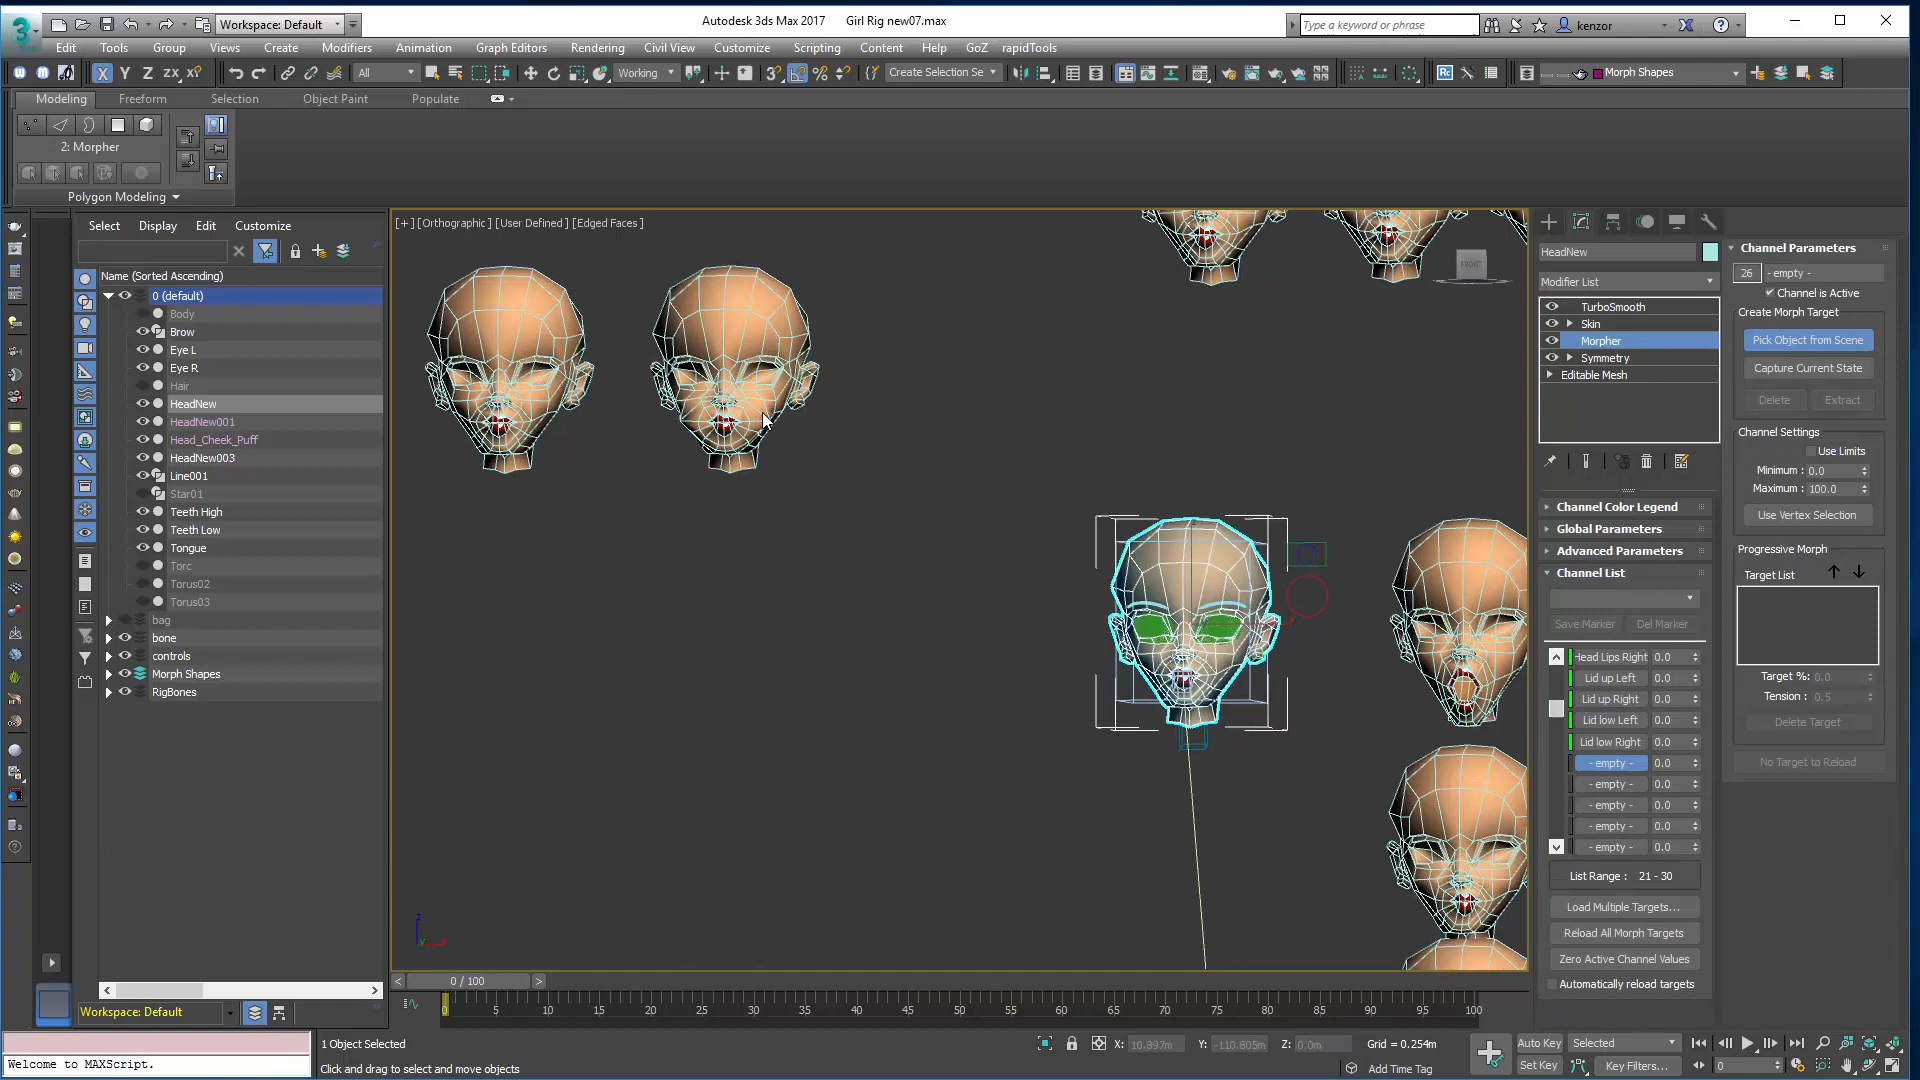 Workspace: Default
Autodesk 3ds Max 2017 Girl Rig new07.max
Type a keyword or phrase
kenzor
Edit Tools Group Views Create Modifiers Animation Graph Editors Rendering Civil View Customize Scripting Content Help GoZ rapidTools
X Y Z ZX XY All Working Create Selection Se Rc Morph Shapes
Modeling Freeform Selection Object Paint Populate
2: Morpher
Polygon Modeling
Select Display Edit Customize
Name (Sorted Ascending)
0 (default)
Body
Brow
Eye L
Eye R
Hair
HeadNew
HeadNew001
Head_Cheek_Puff
HeadNew003
Line001
Star01
Teeth High
Teeth Low
Tongue
Torc
Torus02
Torus03
bag
bone
controls
Morph Shapes
RigBones
Workspace: Default
[+] [Orthographic] [User Defined] [Edged Faces]
FRONT
z
x
y
HeadNew
Modifier List
TurboSmooth
Skin
Morpher
Symmetry
Editable Mesh
Channel Color Legend
Global Parameters
Advanced Parameters
Channel List
Save Marker Del Marker
Head Lips Right 0.0
Lid up Left 0.0
Lid up Right 0.0
Lid low Left 0.0
Lid low Right 0.0
- empty - 0.0
- empty - 0.0
- empty - 0.0
- empty - 0.0
- empty - 0.0
List Range : 21 - 30
Load Multiple Targets...
Reload All Morph Targets
Zero Active Channel Values
Automatically reload targets
Channel Parameters
26 - empty -
Channel is Active
Create Morph Target
Pick Object from Scene
Capture Current State
Delete Extract
Channel Settings
Use Limits
Minimum : 0.0
Maximum : 100.0
Use Vertex Selection
Progressive Morph
Target List
Target %: 0.0
Tension : 0.5
Delete Target
No Target to Reload
< 0 / 100 >
0 5 10 15 20 25 30 35 40 45 50 55 60 65 70 75 80 85 90 95 100
1 Object Selected
X: 10.897m Y: -110.805m Z: 0.0m Grid = 0.254m
Auto Key Selected
Welcome to MAXScript.
Click and drag to select and move objects
Add Time Tag
Set Key Key Filters... 0